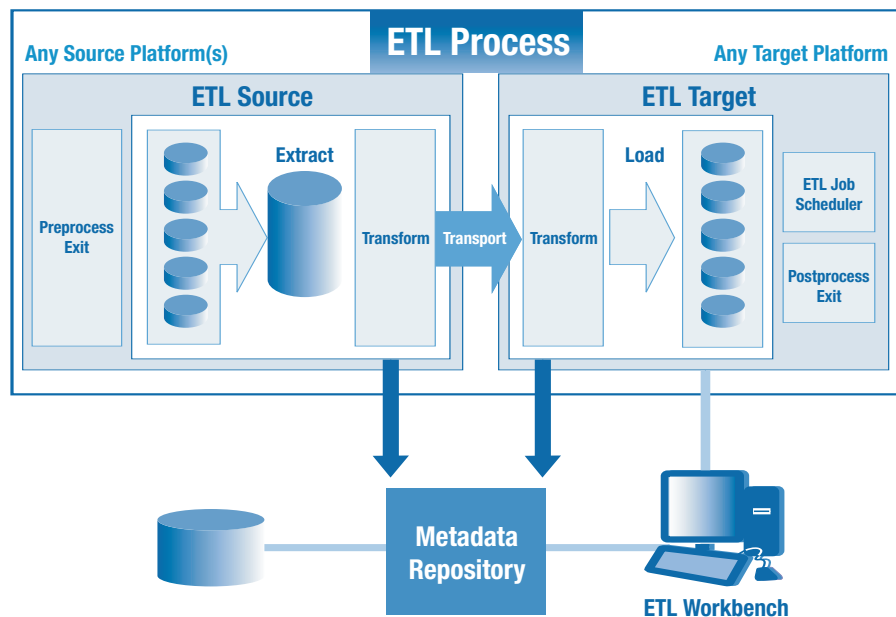 ETL Process
Any Source Platform(s)
Any Target Platform
ETL Source
ETL Target
Preprocess
Exit
Extract
Transform
Transport
Transform
Load
ETL Job
Scheduler
Postprocess
Exit
Metadata
Repository
ETL Workbench